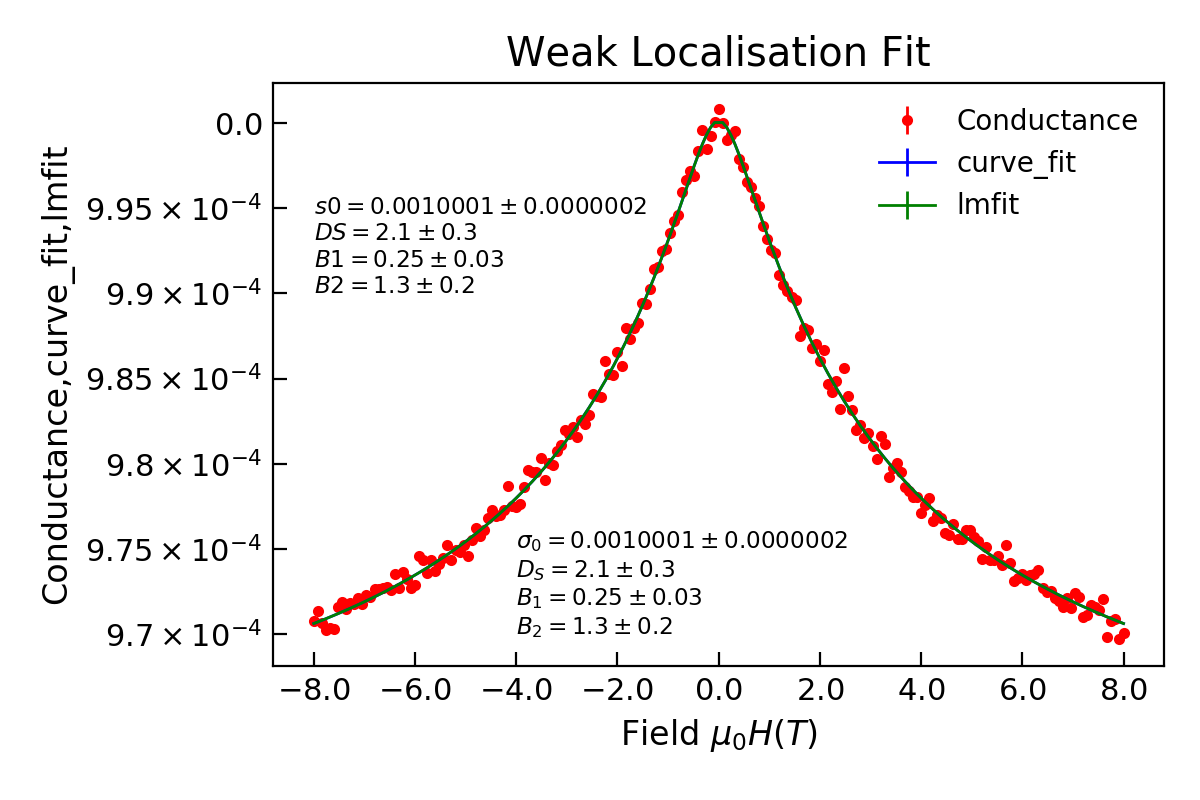 Weak Localisation Fit
Conductance,curve_fit,lmfit
0.0
9.95 × 10⁻⁴
9.9 × 10⁻⁴
9.85 × 10⁻⁴
9.8 × 10⁻⁴
9.75 × 10⁻⁴
9.7 × 10⁻⁴
Conductance
curve_fit
lmfit
s0 = 0.0010001 ± 0.0000002
DS = 2.1 ± 0.3
B1 = 0.25 ± 0.03
B2 = 1.3 ± 0.2
σ₀ = 0.0010001 ± 0.0000002
D_S = 2.1 ± 0.3
B₁ = 0.25 ± 0.03
B₂ = 1.3 ± 0.2
−8.0 −6.0 −4.0 −2.0 0.0 2.0 4.0 6.0 8.0
Field μ₀H(T)